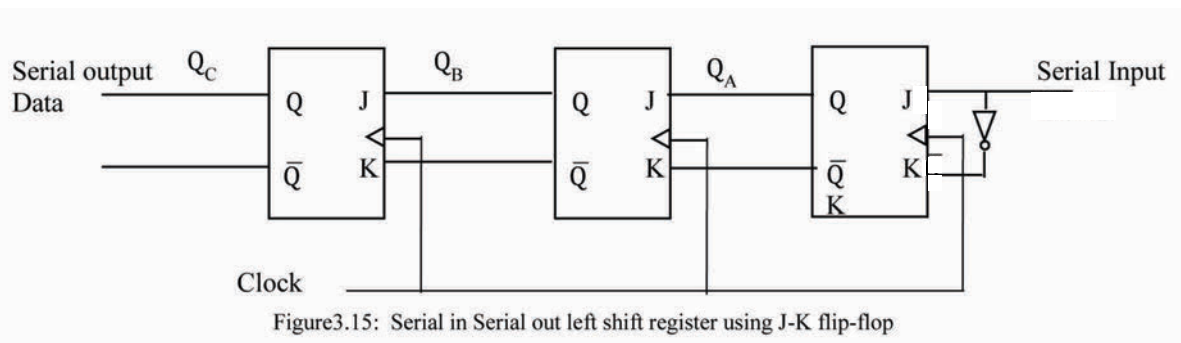 Serial output Q_C Q_B Q_A Serial Input
Data
Q J Q J Q J
Q̅ K Q̅ K Q̅ K
K
Clock
Figure3.15: Serial in Serial out left shift register using J-K flip-flop